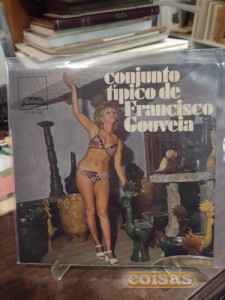 conjunto
típico de
Francisco
Gouveia
coisas